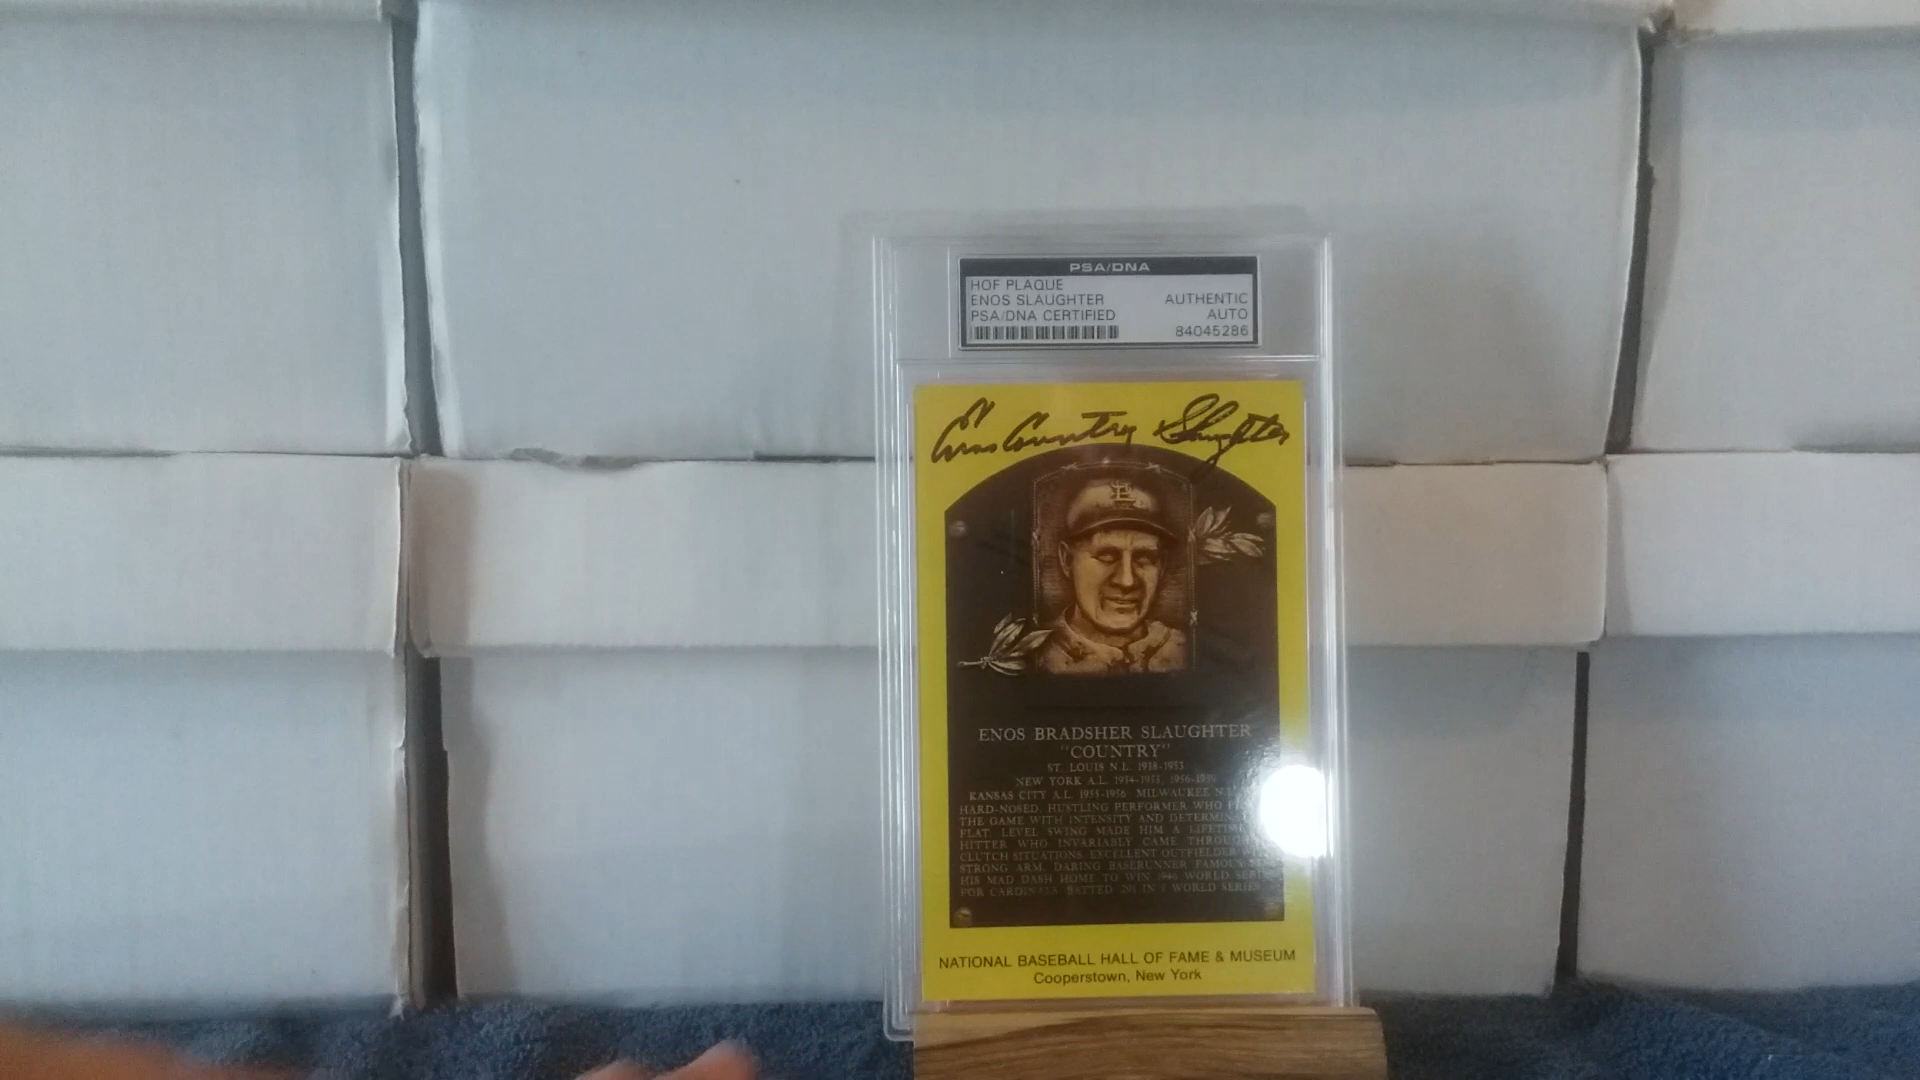 PSA/DNA
HOF PLAQUE
ENOS SLAUGHTER AUTHENTIC
PSA/DNA CERTIFIED AUTO
84045286
Enos Country Slaughter
ENOS BRADSHER SLAUGHTER
"COUNTRY"
ST. LOUIS N.L. 1938-1953
NEW YORK A.L. 1954-1955, 1956-1959
KANSAS CITY A.L. 1955-1956 MILWAUKEE
HARD-NOSED, HUSTLING PERFORMER WHO
THE GAME WITH INTENSITY AND
FLAT, LEVEL SWING MADE HIM A
HITTER WHO INVARIABLY CAME
CLUTCH SITUATIONS. EXCELLENT OUTFIELDER
STRONG ARM. DARING BASERUNNER FAMOUS
HIS MAD DASH HOME TO WIN 1946 WORLD
FOR CARDINALS. BATTED .291 IN 5 WORLD SERIES.
NATIONAL BASEBALL HALL OF FAME & MUSEUM
Cooperstown, New York